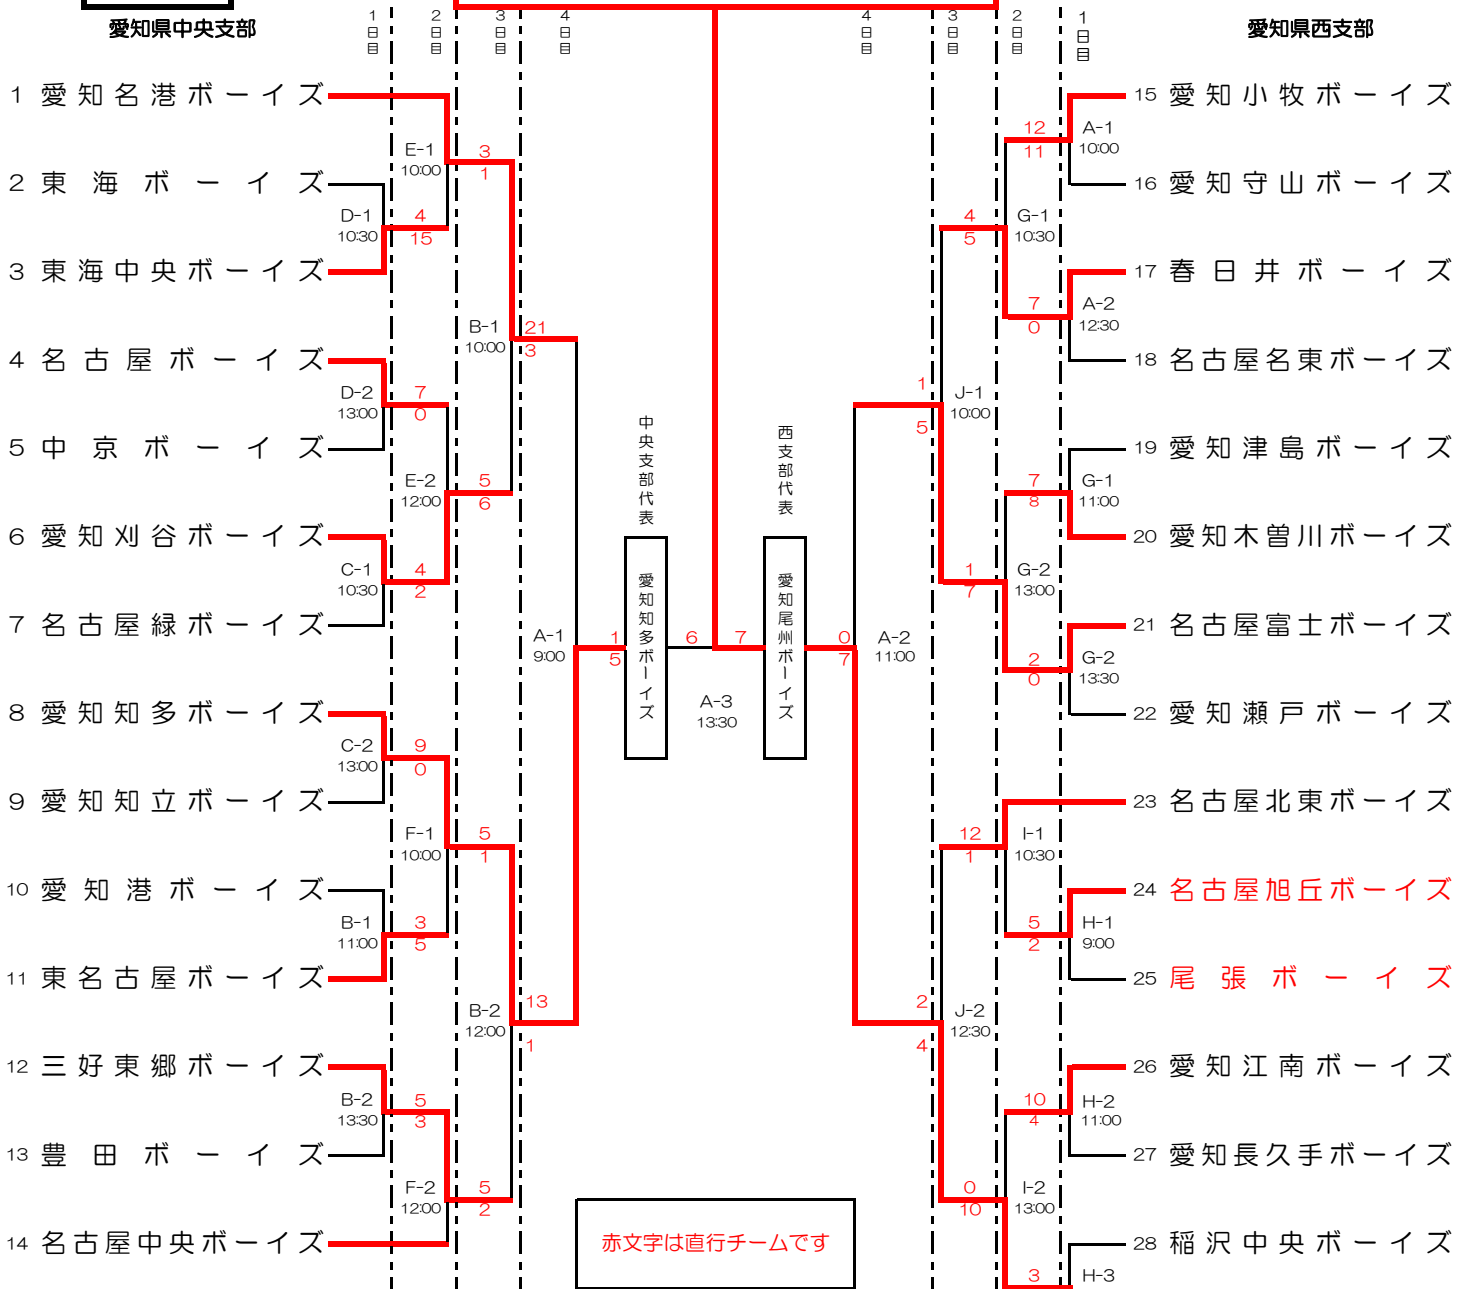 愛知県中央支部
1日目
2日目
3日目
4日目
4日目
3日目
2日目
1日目
愛知県西支部
1 愛知名港ボーイズ
2 東海ボーイズ
3 東海中央ボーイズ
4 名古屋ボーイズ
5 中京ボーイズ
6 愛知刈谷ボーイズ
7 名古屋緑ボーイズ
8 愛知知多ボーイズ
9 愛知知立ボーイズ
10 愛知港ボーイズ
11 東名古屋ボーイズ
12 三好東郷ボーイズ
13 豊田ボーイズ
14 名古屋中央ボーイズ
D-1
10:30
D-2
13:00
C-1
10:30
C-2
13:00
B-1
11:00
B-2
13:30
4
15
7
0
4
2
9
0
3
5
5
3
E-1
10:00
E-2
12:00
F-1
10:00
F-2
12:00
3
1
5
6
5
1
5
2
B-1
10:00
B-2
12:00
21
3
13
1
A-1
9:00
1
5
中央支部代表
愛知知多ボーイズ
6
7
A-3
13:30
西支部代表
愛知尾州ボーイズ
0
7
A-2
11:00
1
5
2
4
J-1
10:00
J-2
12:30
4
5
1
7
12
1
0
10
G-1
10:30
G-2
13:00
I-1
10:30
I-2
13:00
12
11
7
0
7
8
2
0
5
2
10
4
3
A-1
10:00
A-2
12:30
G-1
11:00
G-2
13:30
H-1
9:00
H-2
11:00
H-3
15 愛知小牧ボーイズ
16 愛知守山ボーイズ
17 春日井ボーイズ
18 名古屋名東ボーイズ
19 愛知津島ボーイズ
20 愛知木曽川ボーイズ
21 名古屋富士ボーイズ
22 愛知瀬戸ボーイズ
23 名古屋北東ボーイズ
24 名古屋旭丘ボーイズ
25 尾張ボーイズ
26 愛知江南ボーイズ
27 愛知長久手ボーイズ
28 稲沢中央ボーイズ
赤文字は直行チームです